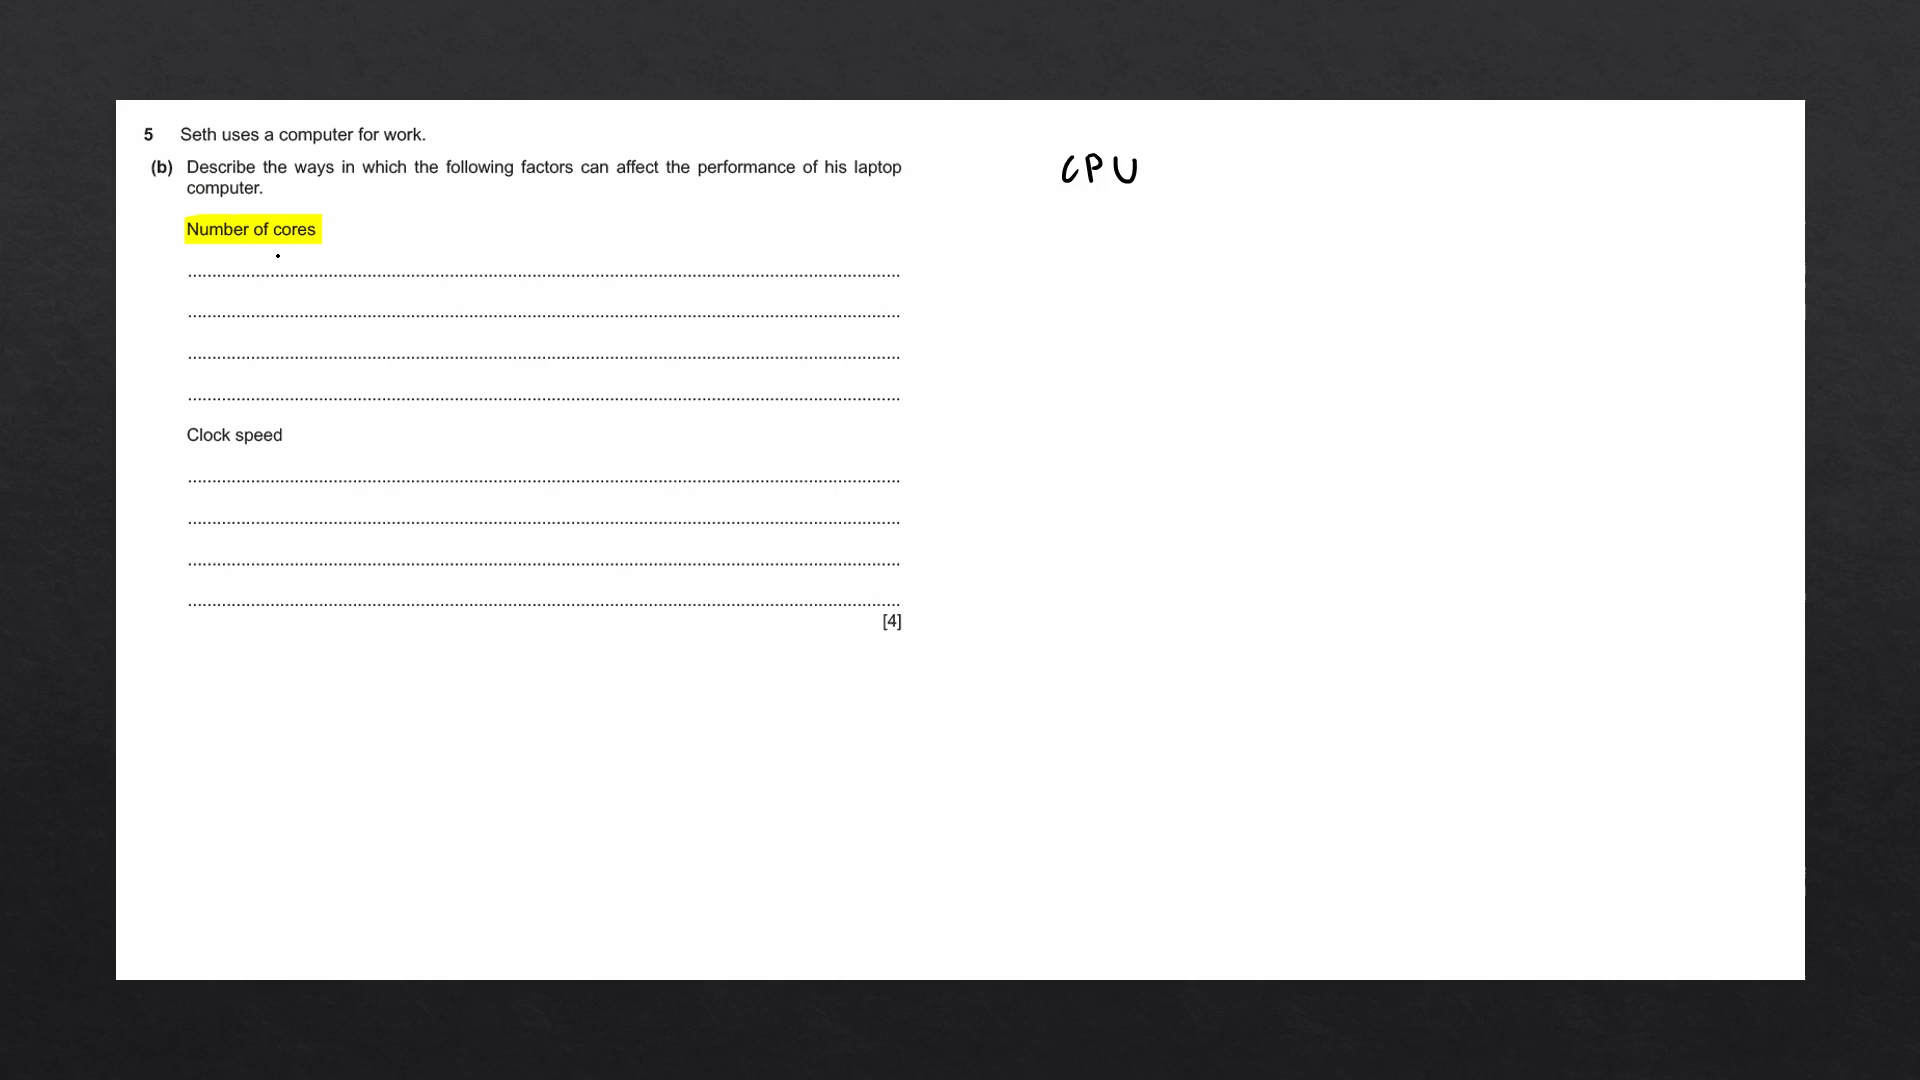 5 Seth uses a computer for work.
(b) Describe the ways in which the following factors can affect the performance of his laptop
computer.
CPU
Number of cores
Clock speed
[4]